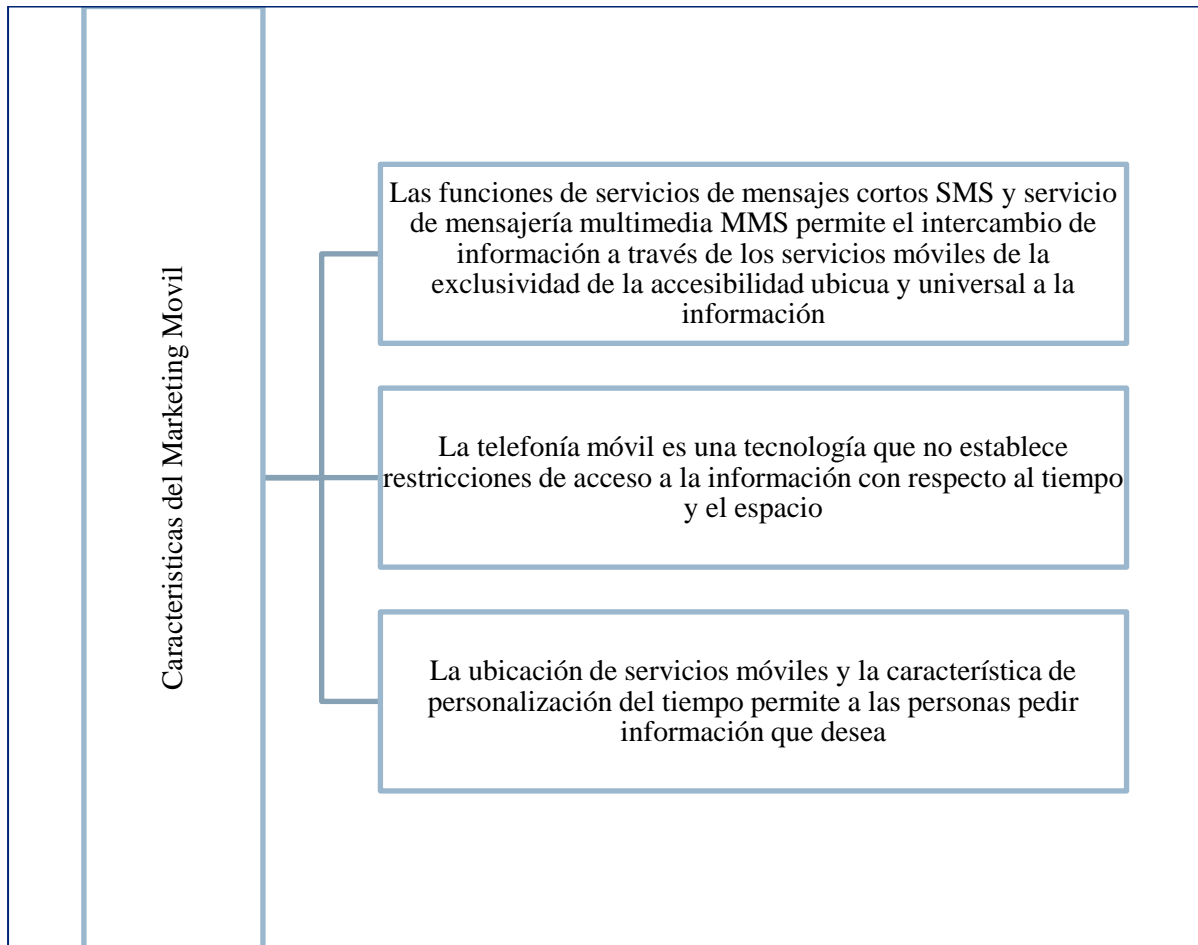 Caracteristicas del Marketing Movil
Las funciones de servicios de mensajes cortos SMS y servicio
de mensajería multimedia MMS permite el intercambio de
información a través de los servicios móviles de la
exclusividad de la accesibilidad ubicua y universal a la
información
La telefonía móvil es una tecnología que no establece
restricciones de acceso a la información con respecto al tiempo
y el espacio
La ubicación de servicios móviles y la característica de
personalización del tiempo permite a las personas pedir
información que desea